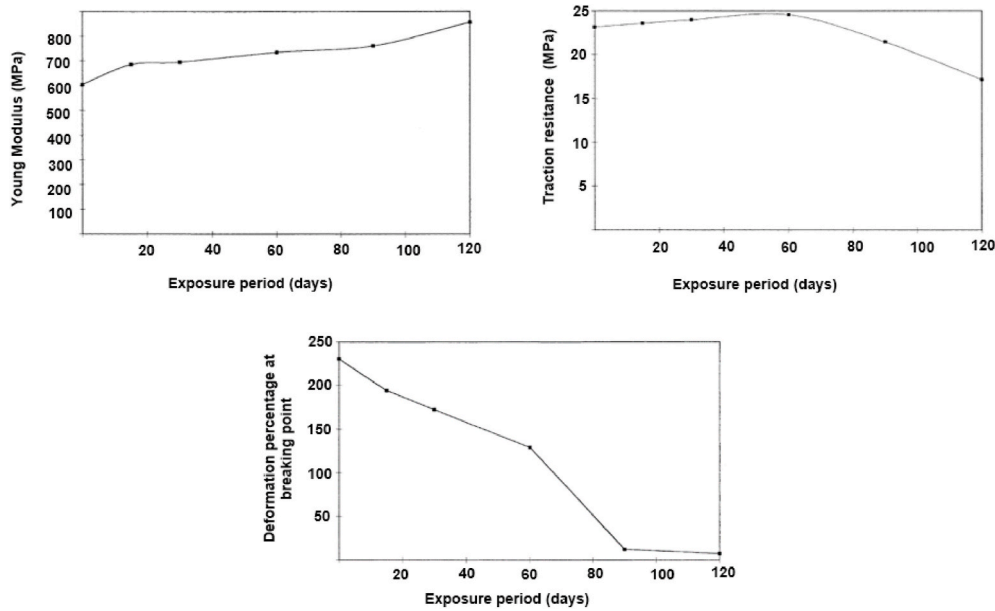 Young Modulus (MPa)
800
700
600
500
400
300
200
100
20 40 60 80 100 120
Exposure period (days)
Traction resitance (MPa)
25
20
15
10
5
20 40 60 80 100 120
Exposure period (days)
Deformation percentage at
breaking point
250
200
150
100
50
20 40 60 80 100 120
Exposure period (days)